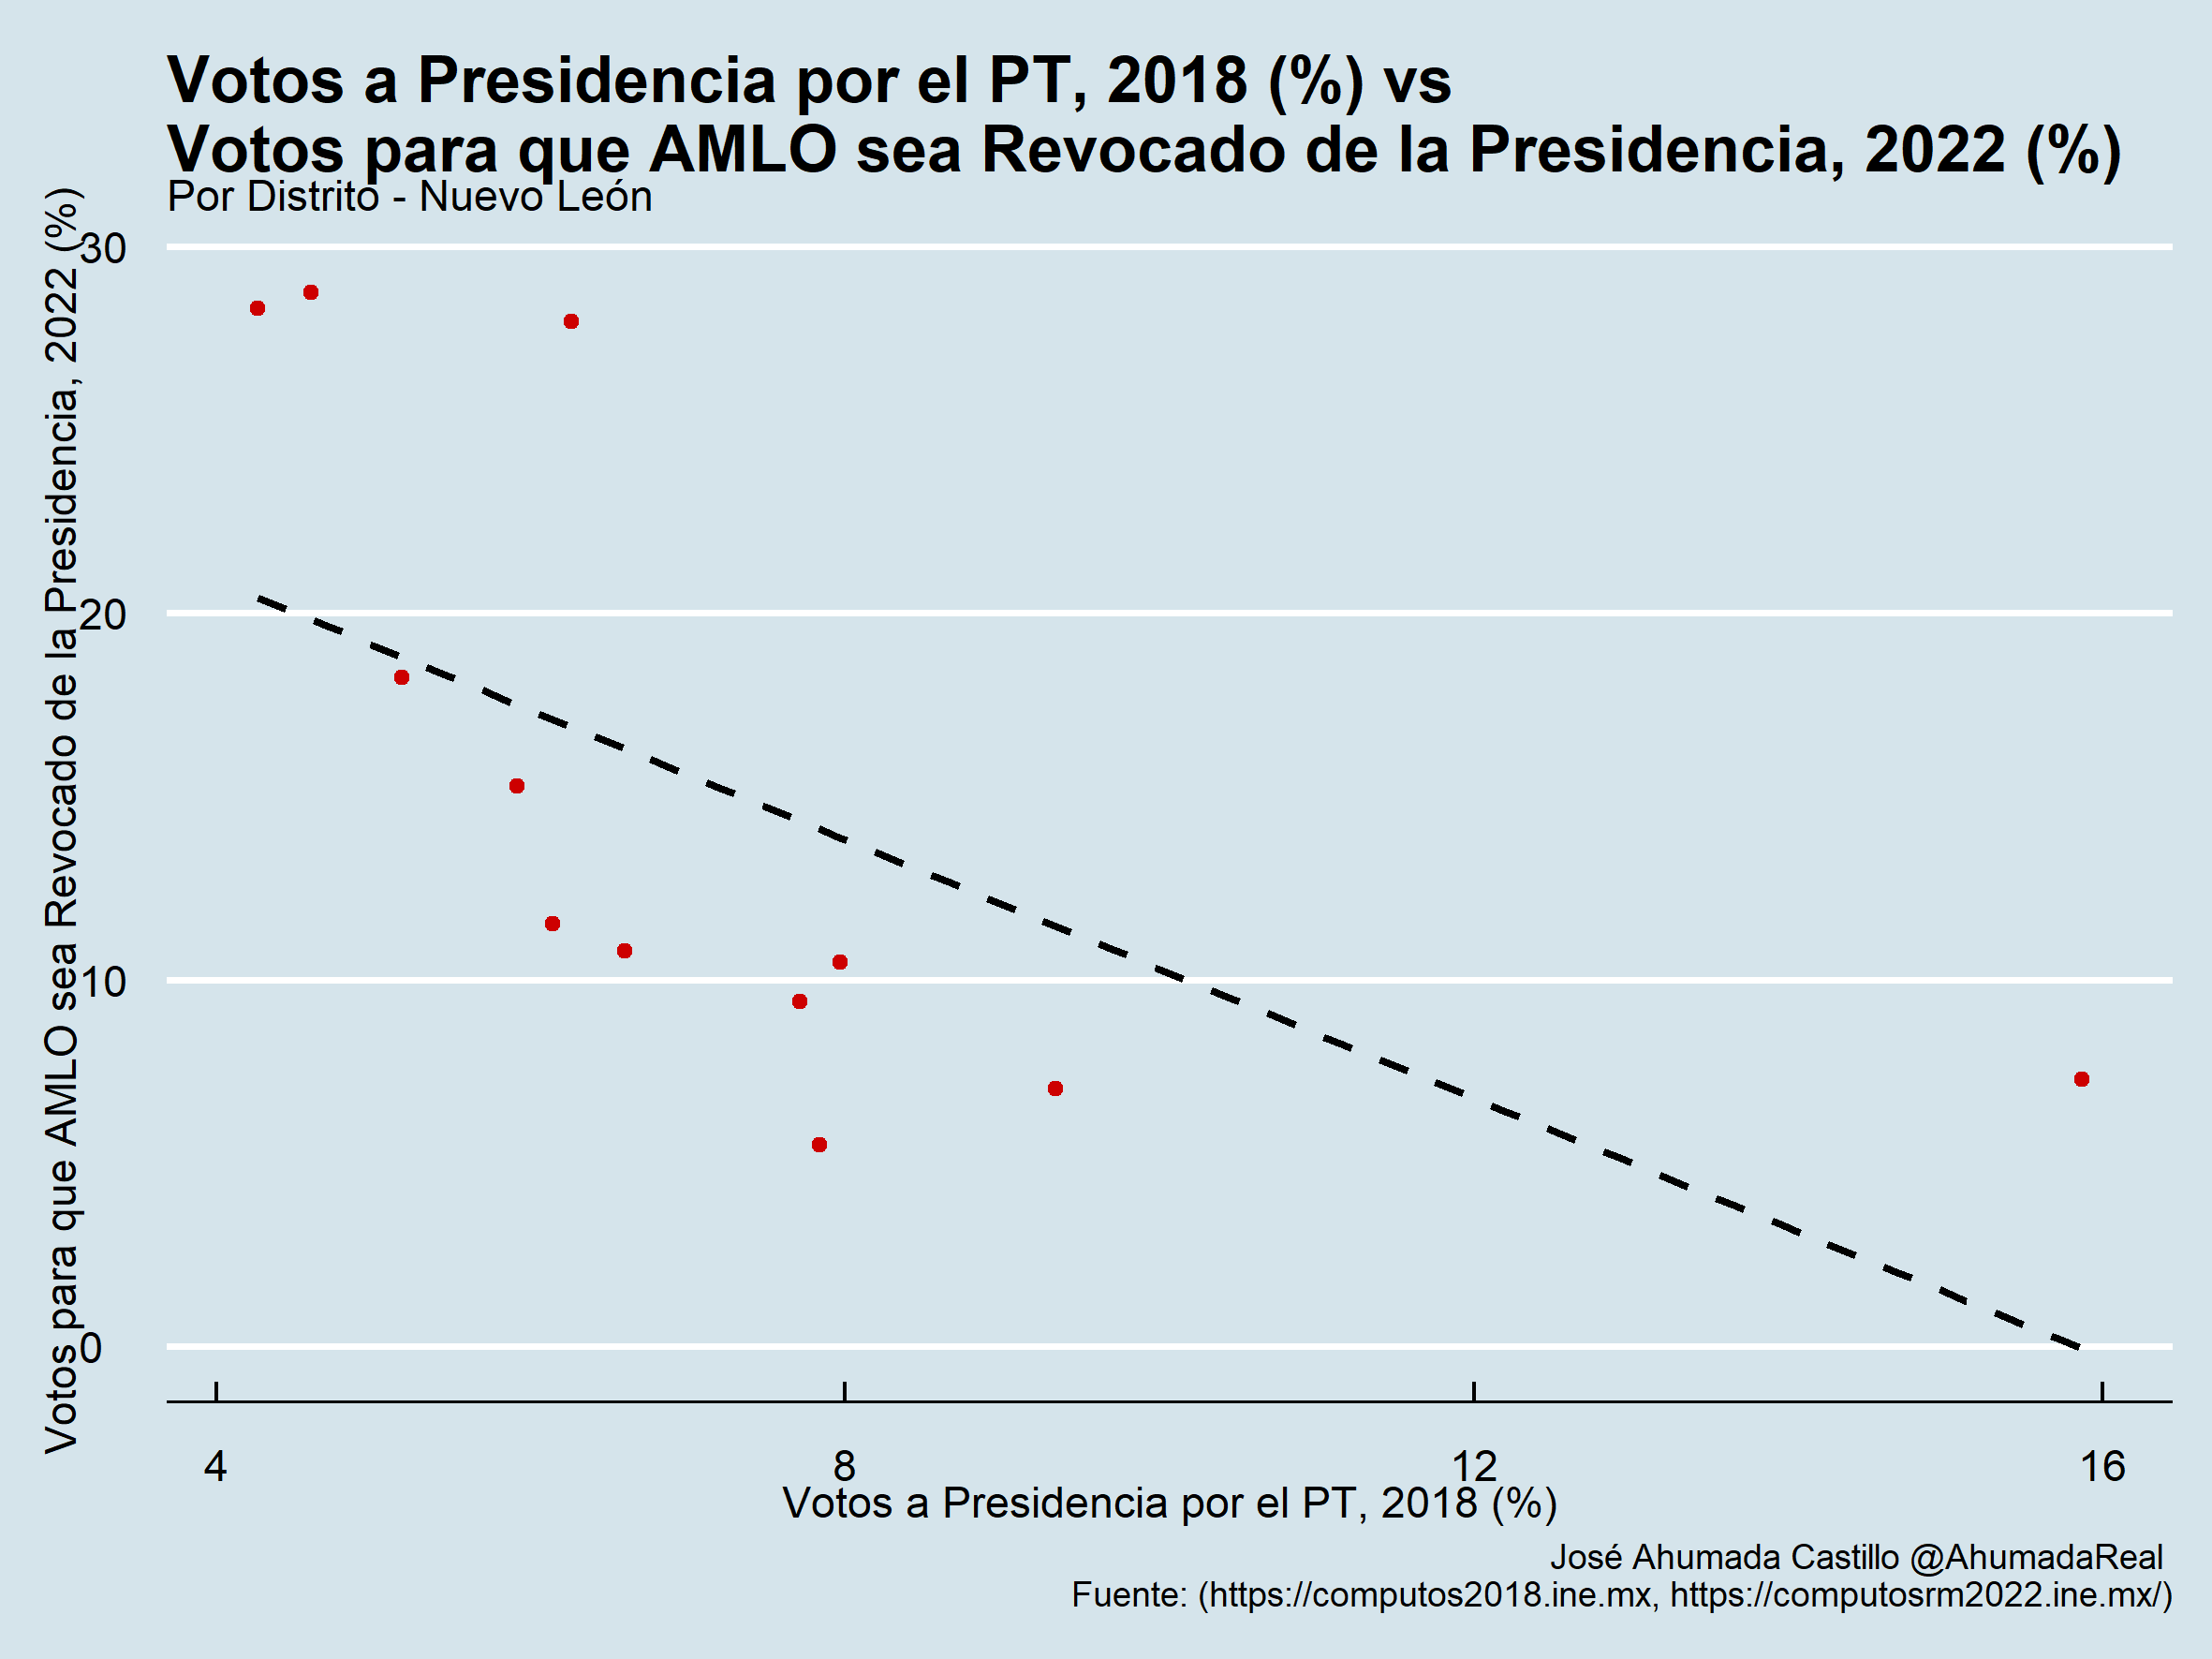 Votos a Presidencia por el PT, 2018 (%) vs
Votos para que AMLO sea Revocado de la Presidencia, 2022 (%)
Por Distrito - Nuevo León
Votos para que AMLO sea Revocado de la Presidencia, 2022 (%)
30
20
10
0
4 8 12 16
Votos a Presidencia por el PT, 2018 (%)
José Ahumada Castillo @AhumadaReal
Fuente: (https://computos2018.ine.mx, https://computosrm2022.ine.mx/)